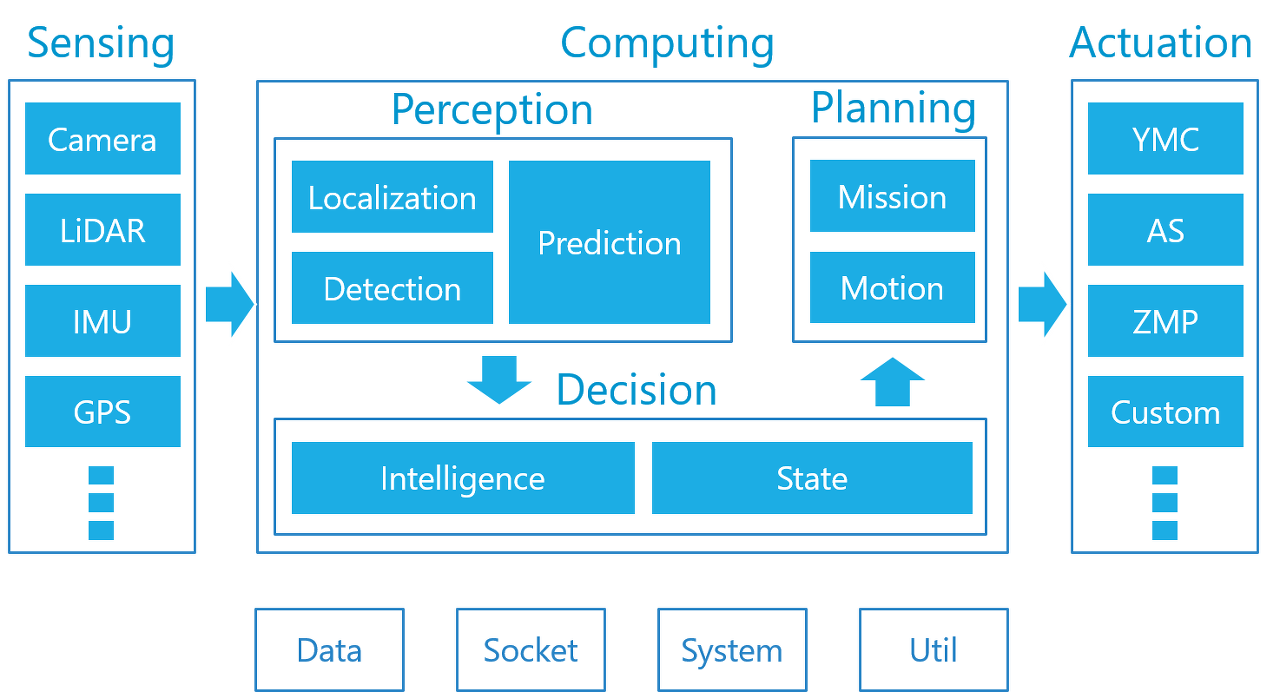 Sensing
Computing
Actuation
Camera
LiDAR
IMU
GPS
Perception
Localization
Detection
Prediction
Planning
Mission
Motion
Decision
Intelligence
State
YMC
AS
ZMP
Custom
Data
Socket
System
Util